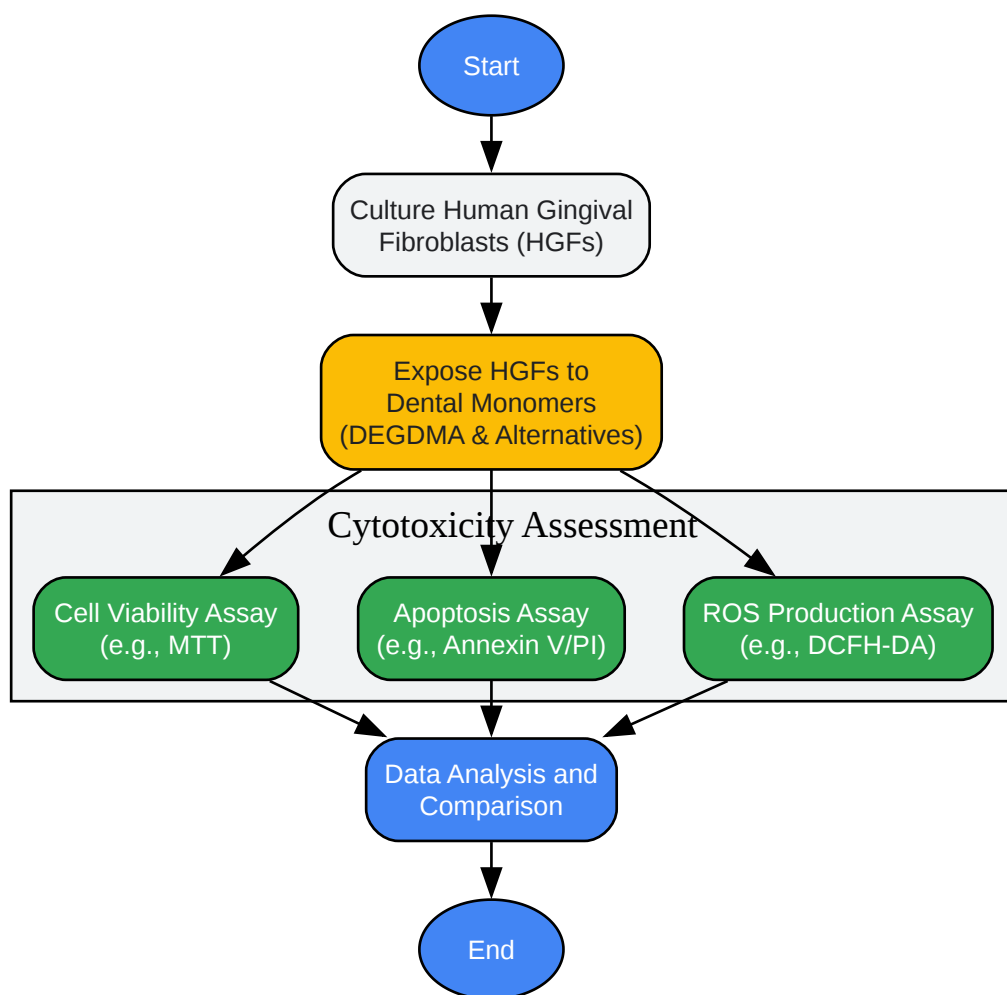 Start
Culture Human Gingival
Fibroblasts (HGFs)
Expose HGFs to
Dental Monomers
(DEGDMA & Alternatives)
Cytotoxicity Assessment
Cell Viability Assay
(e.g., MTT)
Apoptosis Assay
(e.g., Annexin V/PI)
ROS Production Assay
(e.g., DCFH-DA)
Data Analysis and
Comparison
End